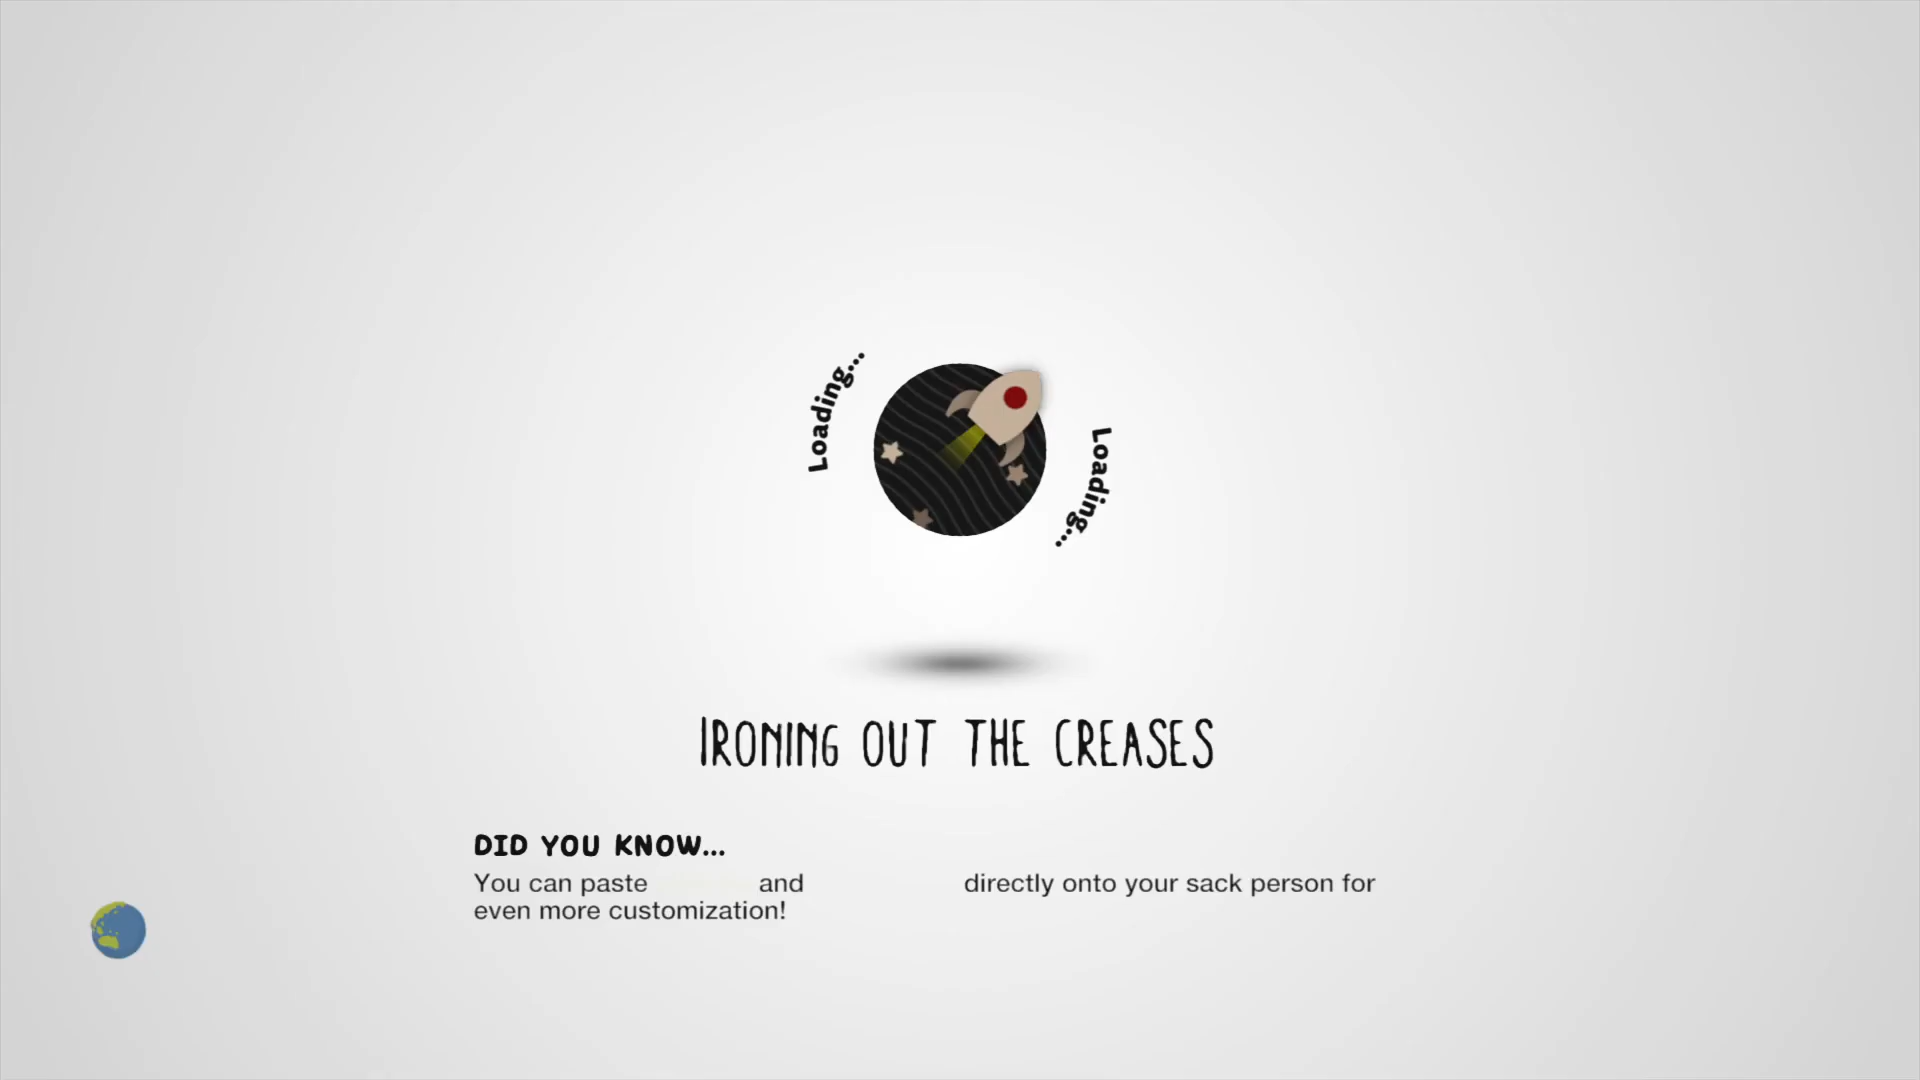 Loading...
Loading...
IRONING OUT THE CREASES
DID YOU KNOW...
You can paste and directly onto your sack person for
even more customization!